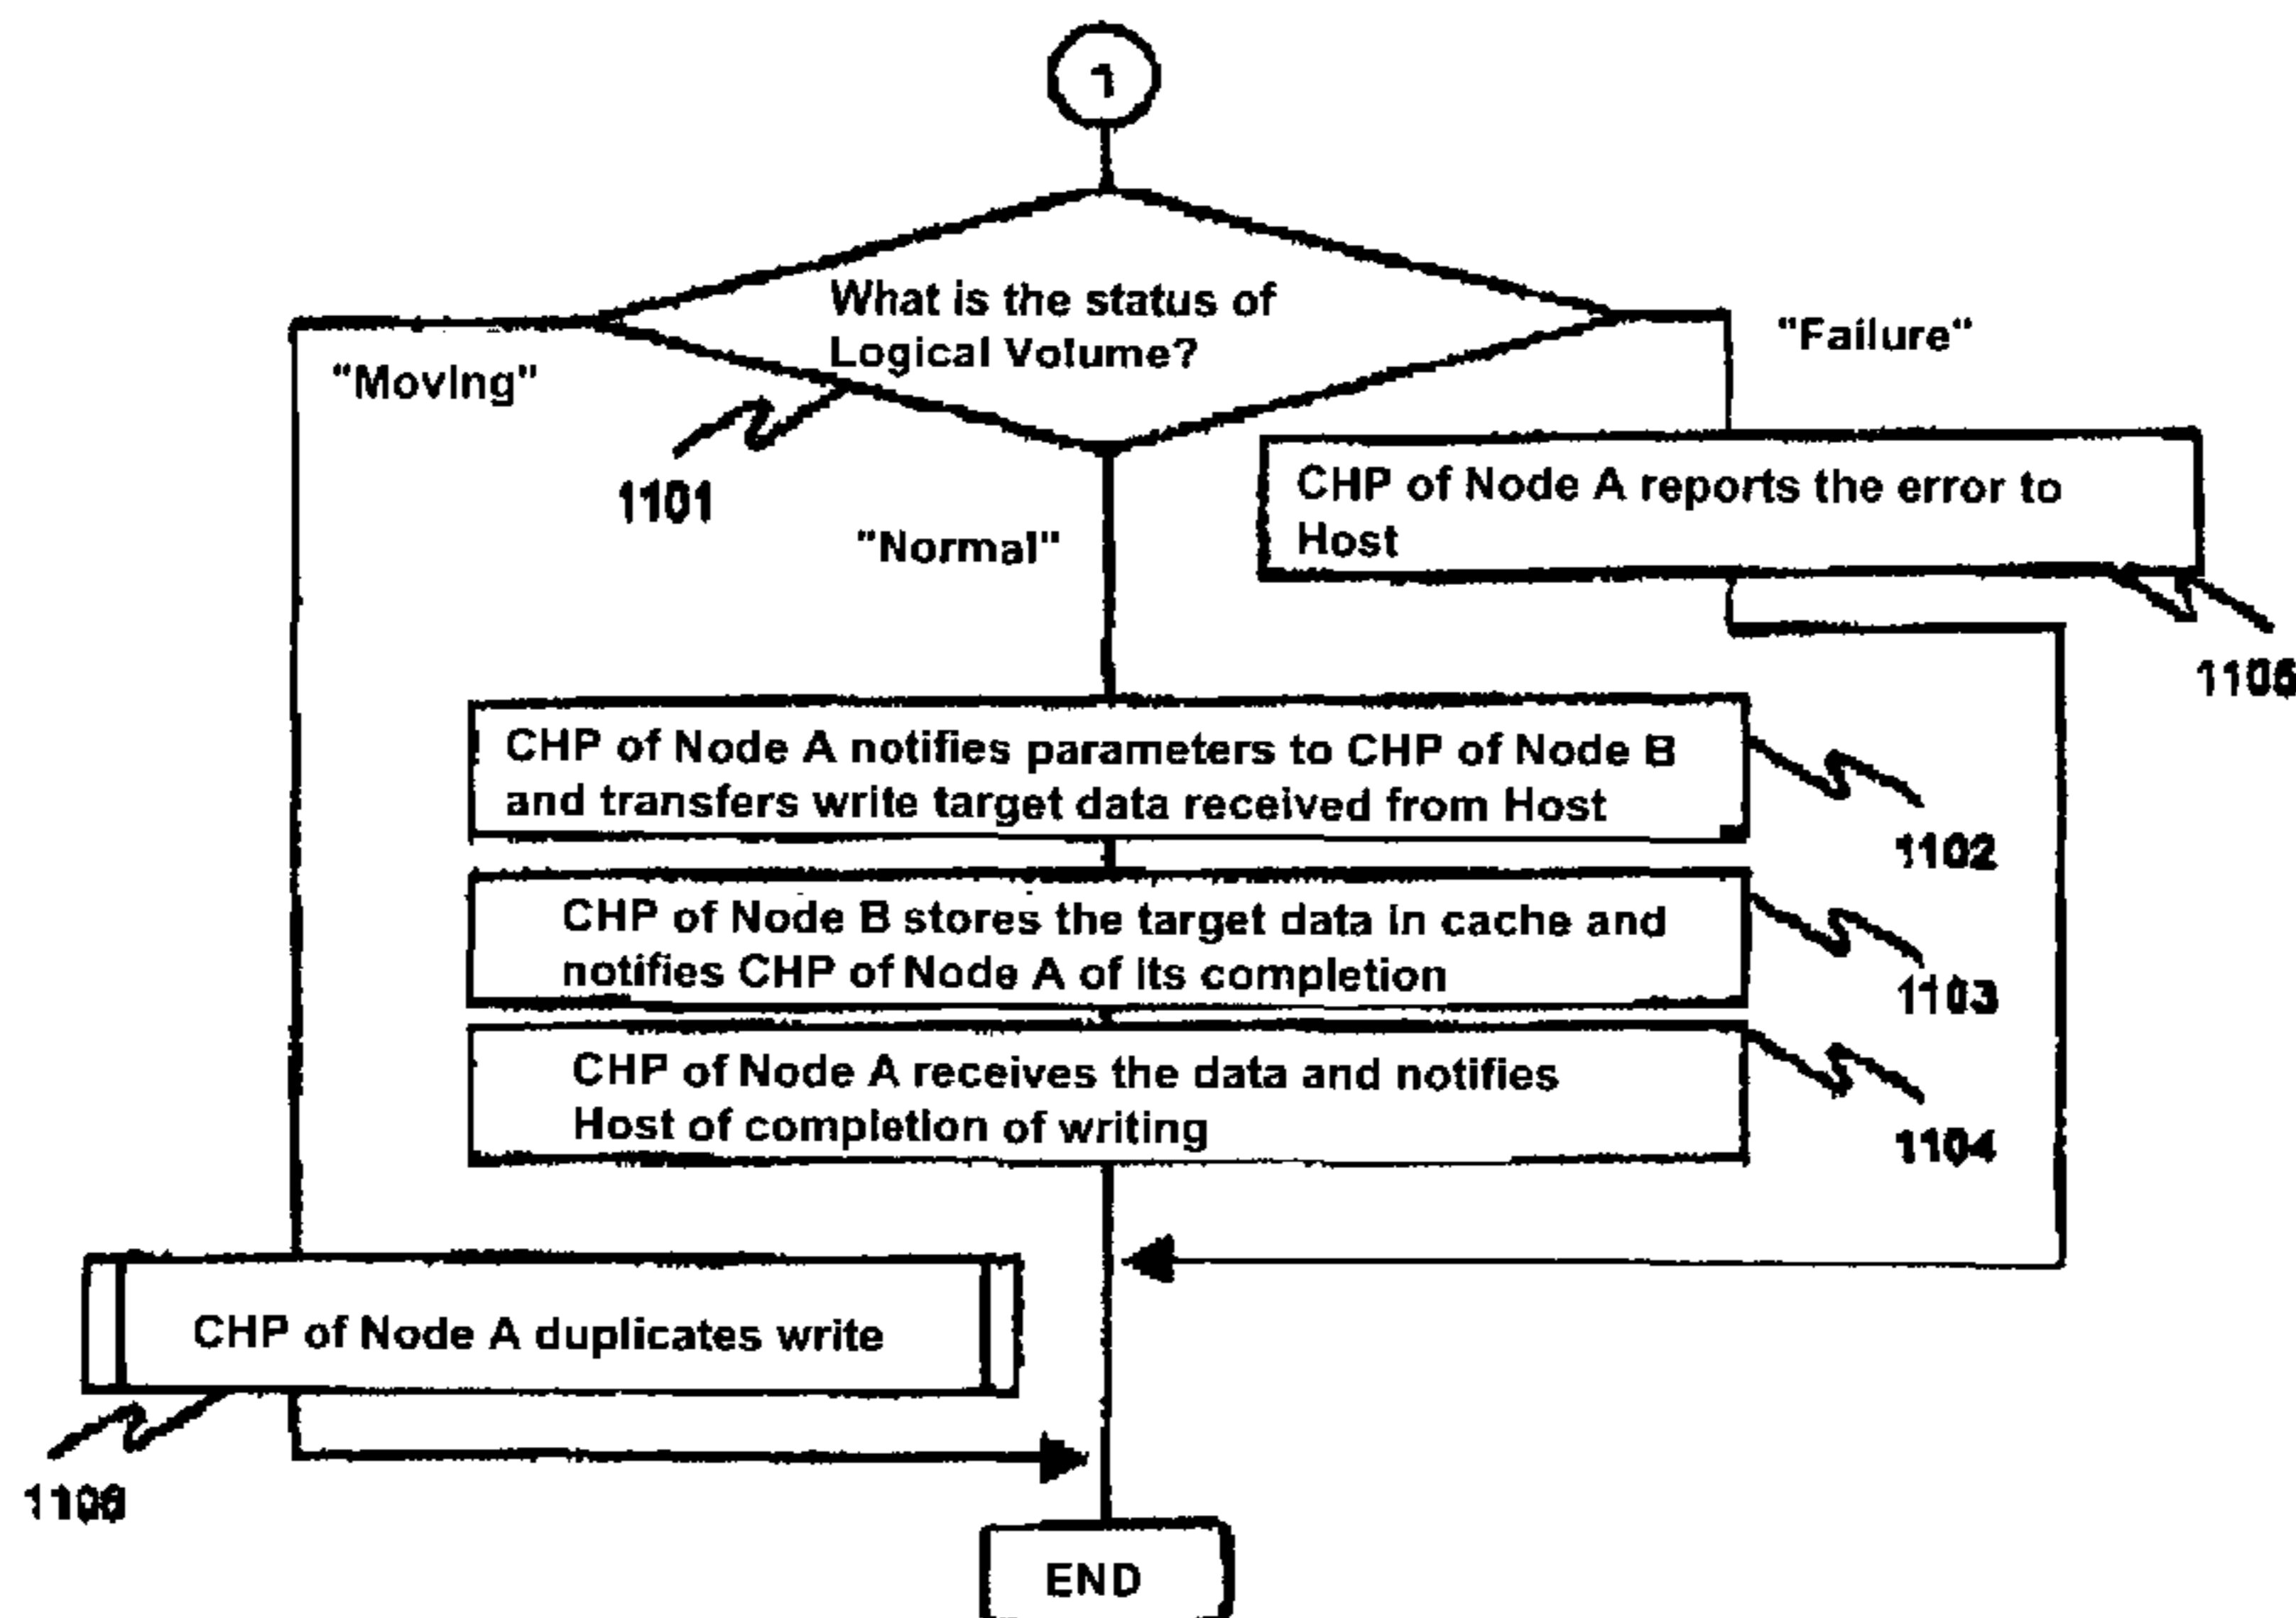 1
What is the status of
Logical Volume?
"Failure"
"Moving"
1101
"Normal"
CHP of Node A reports the error to
Host
CHP of Node A notifies parameters to CHP of Node B
and transfers write target data received from Host
1102
CHP of Node B stores the target data in cache and
notifies CHP of Node A of its completion
1103
CHP of Node A receives the data and notifies
Host of completion of writing
1104
CHP of Node A duplicates write
END